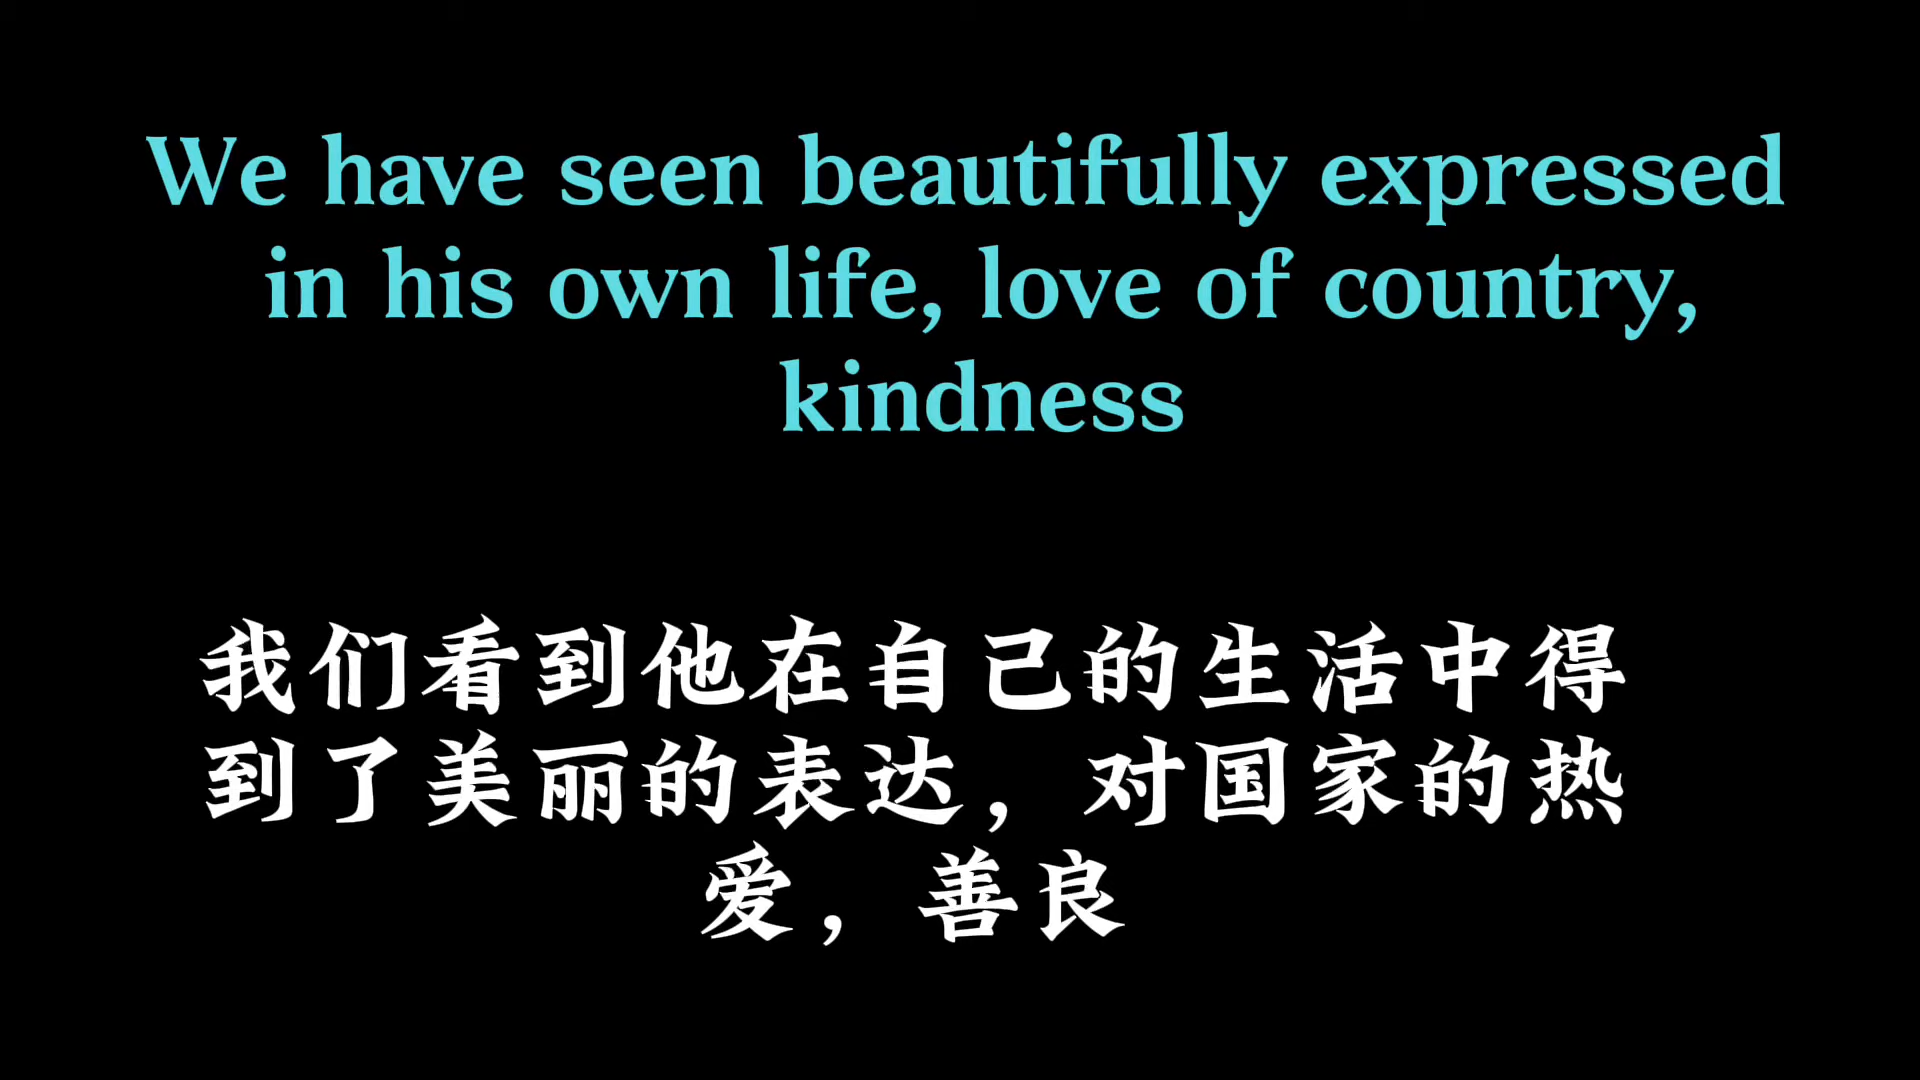 We have seen beautifully expressed
in his own life, love of country,
kindness
我们看到他在自己的生活中得
到了美丽的表达，对国家的热
爱，善良